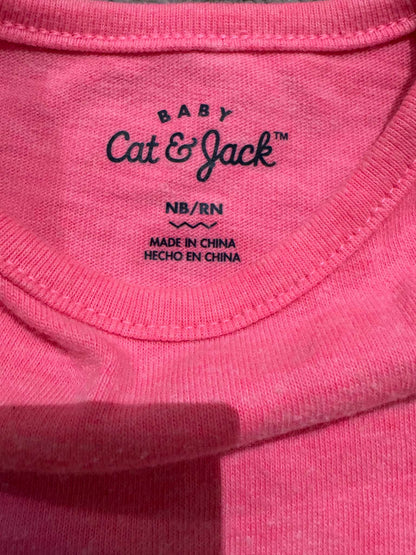 BABY
Cat & Jack™
NB/RN
MADE IN CHINA
HECHO EN CHINA